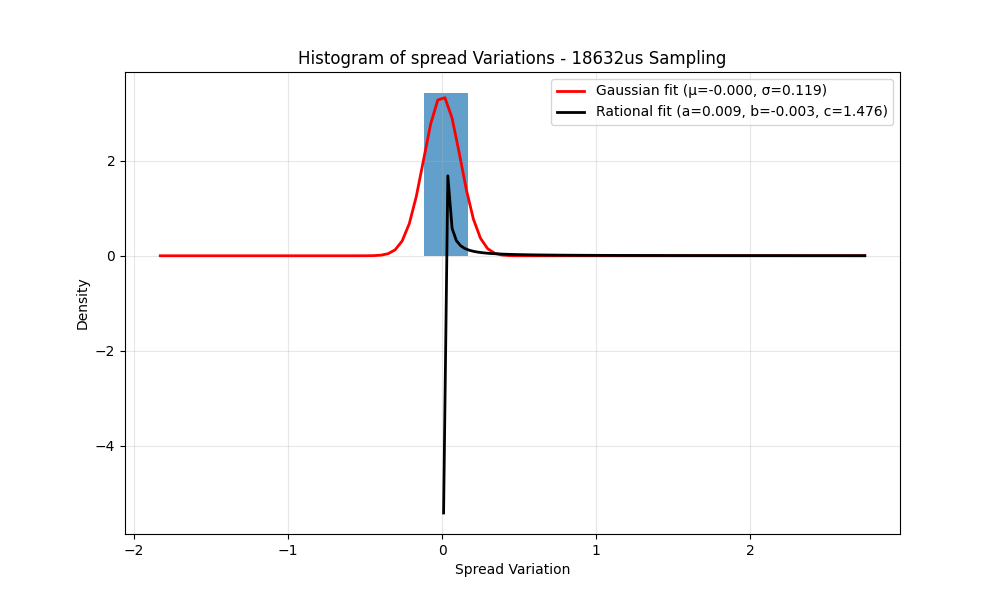 Histogram of spread Variations - 18632us Sampling
Gaussian fit (μ=-0.000, σ=0.119)
Rational fit (a=0.009, b=-0.003, c=1.476)
Density
2
0
−2
−4
−2
−1
0
1
2
Spread Variation